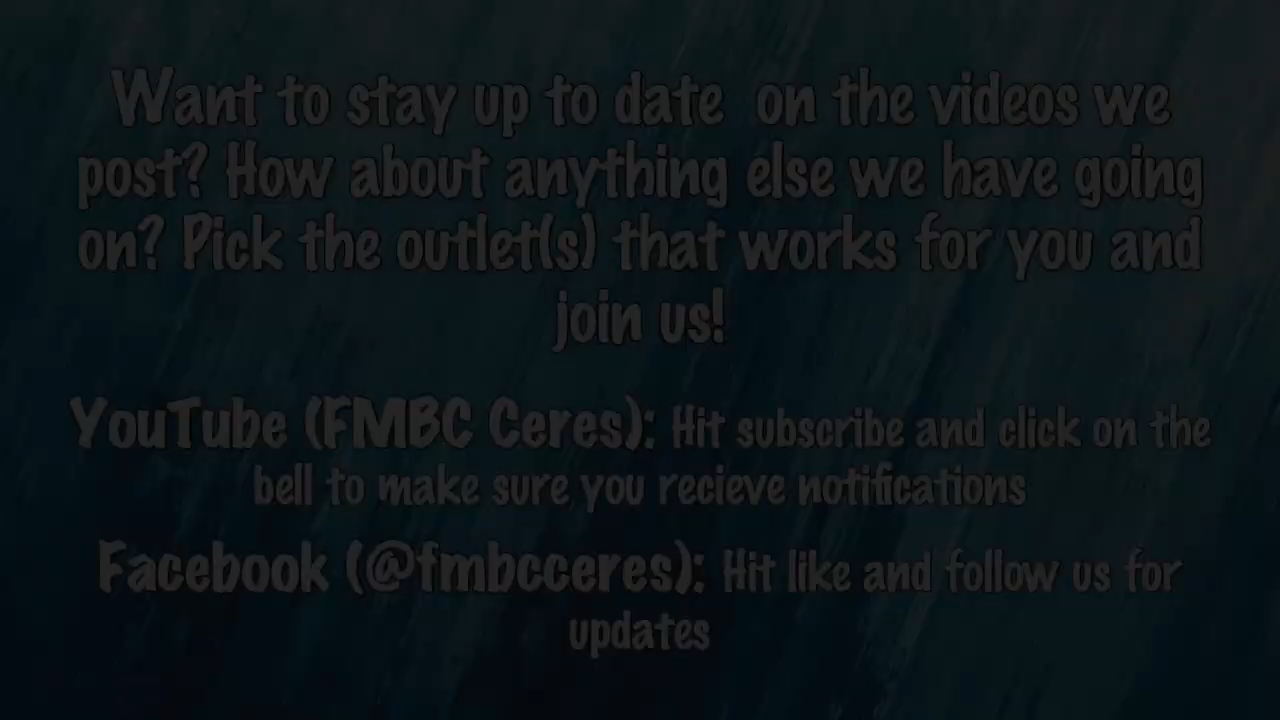 Want to stay up to date on the videos we
post? How about anything else we have going
on? Pick the outlet(s) that works for you and
join us!
YouTube (FMBC Ceres): Hit subscribe and click on the
bell to make sure you recieve notifications
Facebook (@fmbcceres): Hit like and follow us for
updates